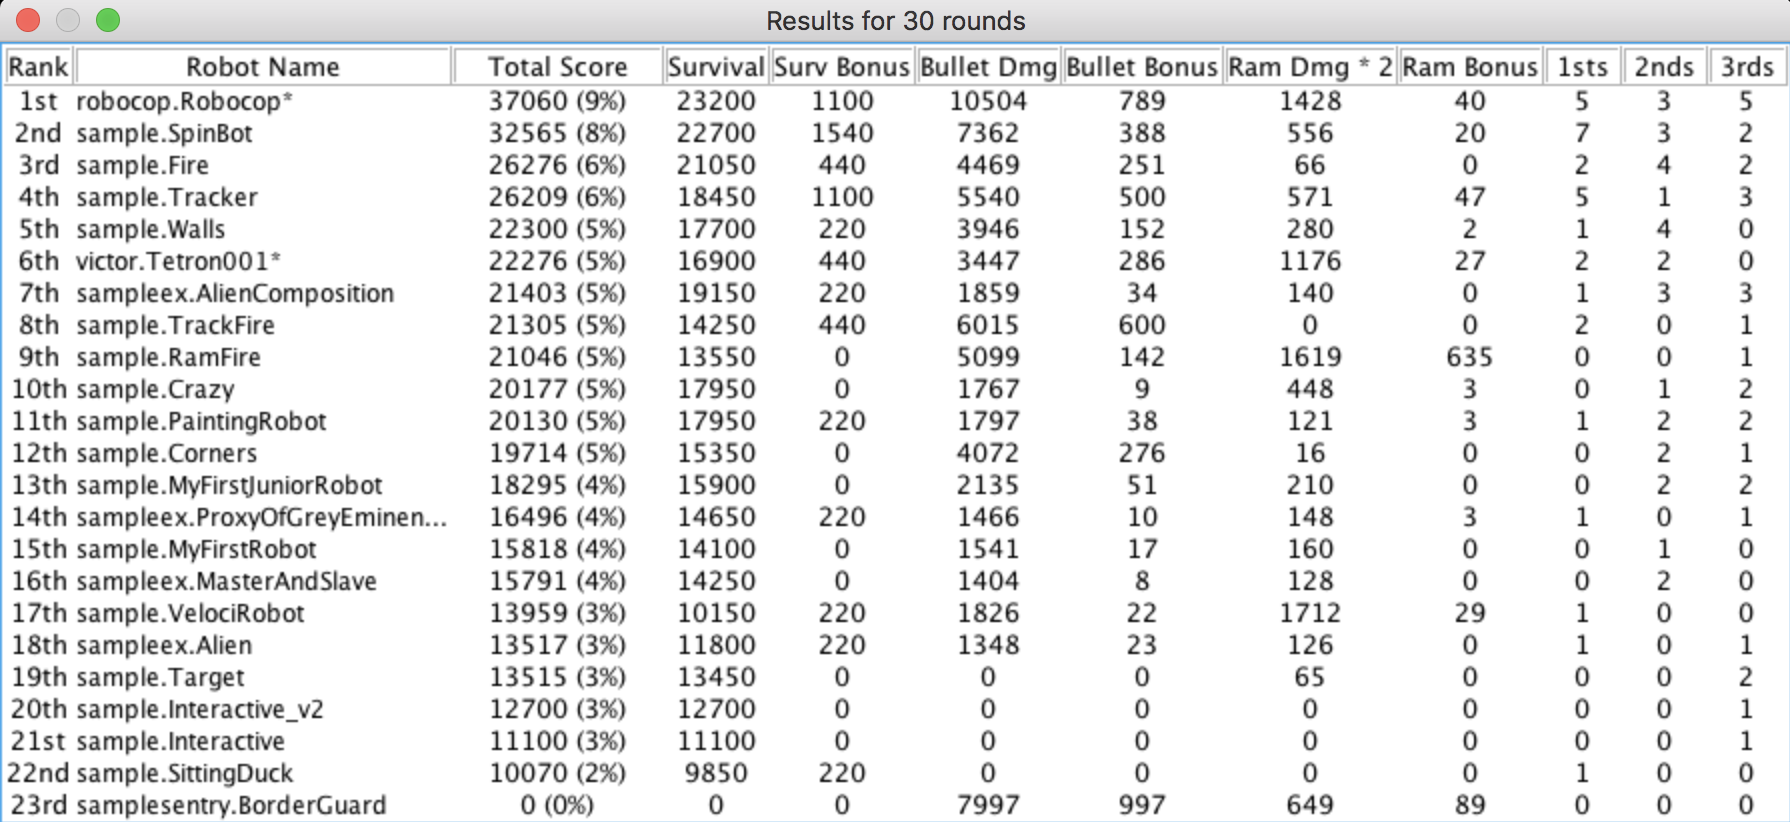 Results for 30 rounds
Rank Robot Name Total Score Survival Surv Bonus Bullet Dmg Bullet Bonus Ram Dmg * 2 Ram Bonus 1sts 2nds 3rds
1st robocop.Robocop* 37060 (9%) 23200 1100 10504 789 1428 40 5 3 5
2nd sample.SpinBot 32565 (8%) 22700 1540 7362 388 556 20 7 3 2
3rd sample.Fire 26276 (6%) 21050 440 4469 251 66 0 2 4 2
4th sample.Tracker 26209 (6%) 18450 1100 5540 500 571 47 5 1 3
5th sample.Walls 22300 (5%) 17700 220 3946 152 280 2 1 4 0
6th victor.Tetron001* 22276 (5%) 16900 440 3447 286 1176 27 2 2 0
7th sampleex.AlienComposition 21403 (5%) 19150 220 1859 34 140 0 1 3 3
8th sample.TrackFire 21305 (5%) 14250 440 6015 600 0 0 2 0 1
9th sample.RamFire 21046 (5%) 13550 0 5099 142 1619 635 0 0 1
10th sample.Crazy 20177 (5%) 17950 0 1767 9 448 3 0 1 2
11th sample.PaintingRobot 20130 (5%) 17950 220 1797 38 121 3 1 2 2
12th sample.Corners 19714 (5%) 15350 0 4072 276 16 0 0 2 1
13th sample.MyFirstJuniorRobot 18295 (4%) 15900 0 2135 51 210 0 0 2 2
14th sampleex.ProxyOfGreyEminen... 16496 (4%) 14650 220 1466 10 148 3 1 0 1
15th sample.MyFirstRobot 15818 (4%) 14100 0 1541 17 160 0 0 1 0
16th sampleex.MasterAndSlave 15791 (4%) 14250 0 1404 8 128 0 0 2 0
17th sample.VelociRobot 13959 (3%) 10150 220 1826 22 1712 29 1 0 0
18th sampleex.Alien 13517 (3%) 11800 220 1348 23 126 0 1 0 1
19th sample.Target 13515 (3%) 13450 0 0 0 65 0 0 0 2
20th sample.Interactive_v2 12700 (3%) 12700 0 0 0 0 0 0 0 1
21st sample.Interactive 11100 (3%) 11100 0 0 0 0 0 0 0 1
22nd sample.SittingDuck 10070 (2%) 9850 220 0 0 0 0 1 0 0
23rd samplesentry.BorderGuard 0 (0%) 0 0 7997 997 649 89 0 0 0